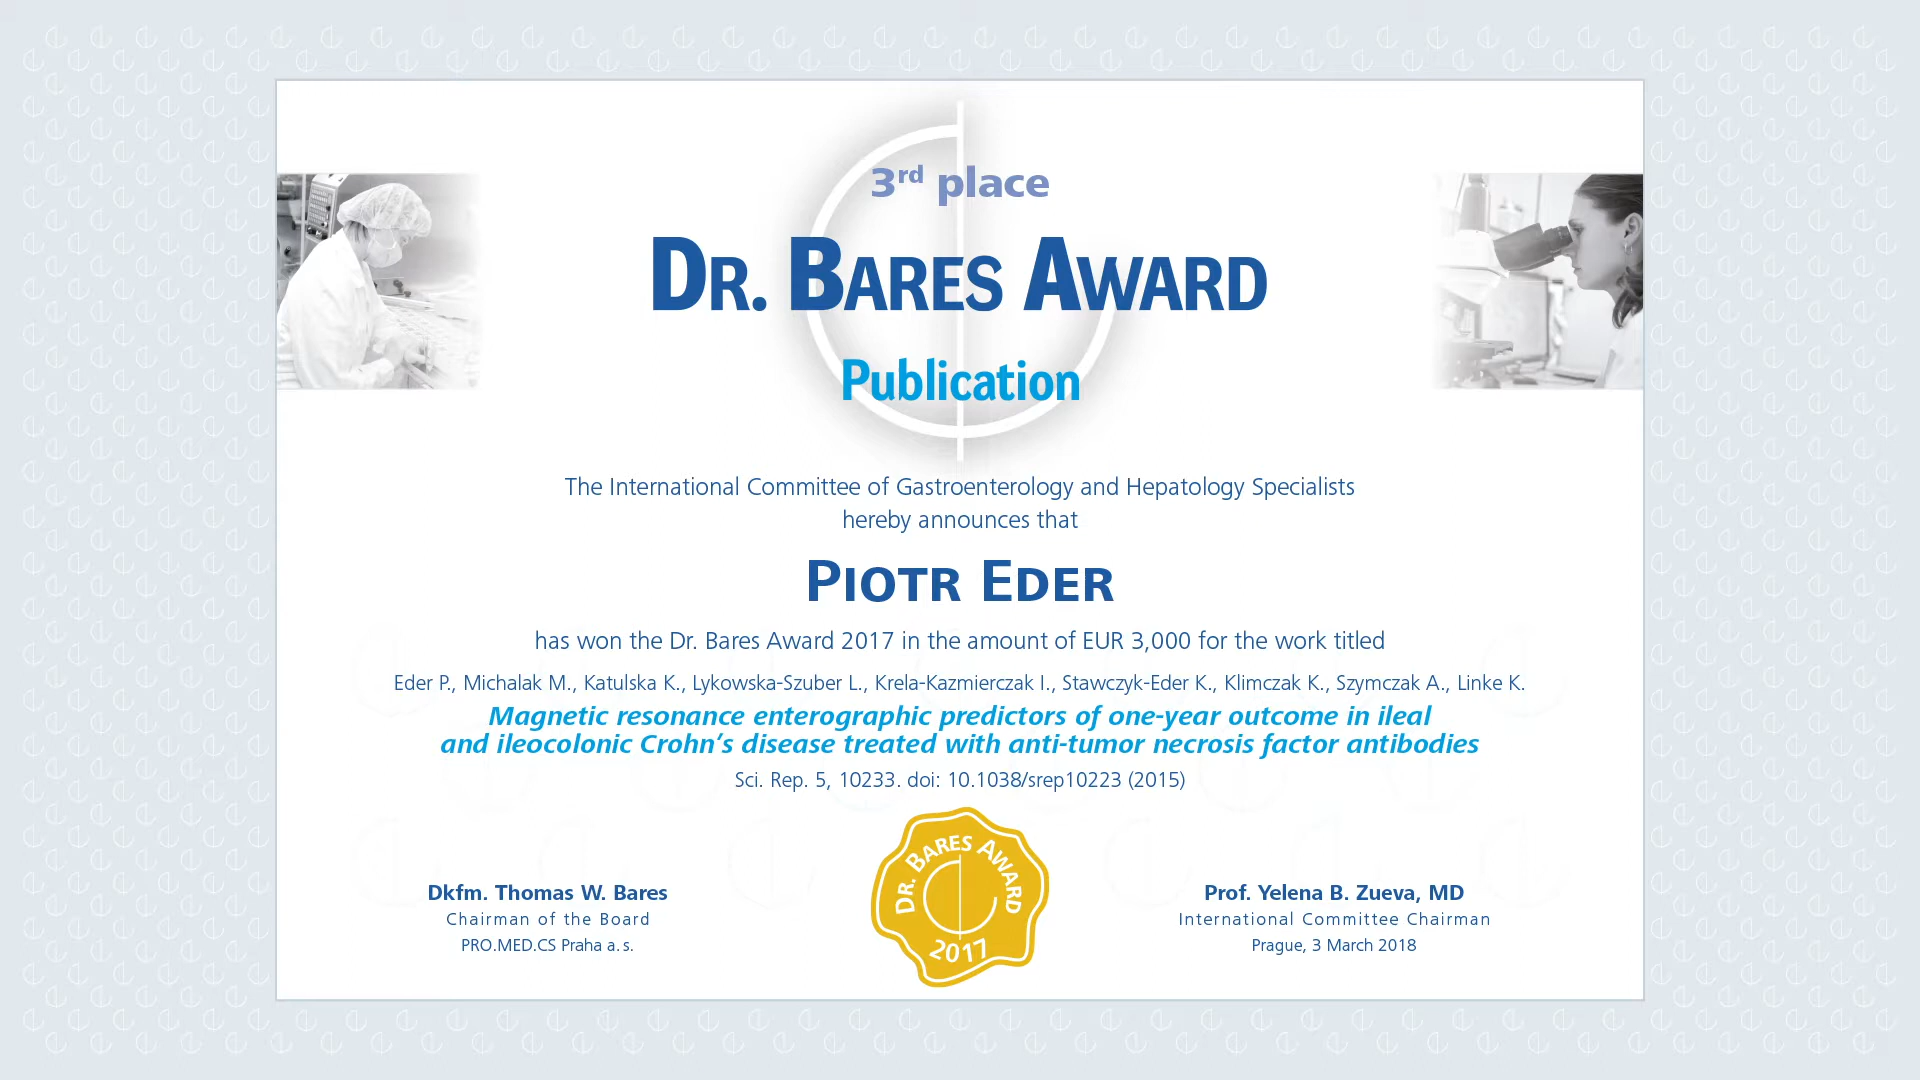 3rd place
DR. BARES AWARD
Publication
The International Committee of Gastroenterology and Hepatology Specialists
hereby announces that
PIOTR EDER
has won the Dr. Bares Award 2017 in the amount of EUR 3,000 for the work titled
Eder P., Michalak M., Katulska K., Lykowska-Szuber L., Krela-Kazmierczak I., Stawczyk-Eder K., Klimczak K., Szymczak A., Linke K.
Magnetic resonance enterographic predictors of one-year outcome in ileal
and ileocolonic Crohn's disease treated with anti-tumor necrosis factor antibodies
Sci. Rep. 5, 10233. doi: 10.1038/srep10223 (2015)
DR. BARES AWARD
2017
Dkfm. Thomas W. Bares
Chairman of the Board
PRO.MED.CS Praha a. s.
Prof. Yelena B. Zueva, MD
International Committee Chairman
Prague, 3 March 2018